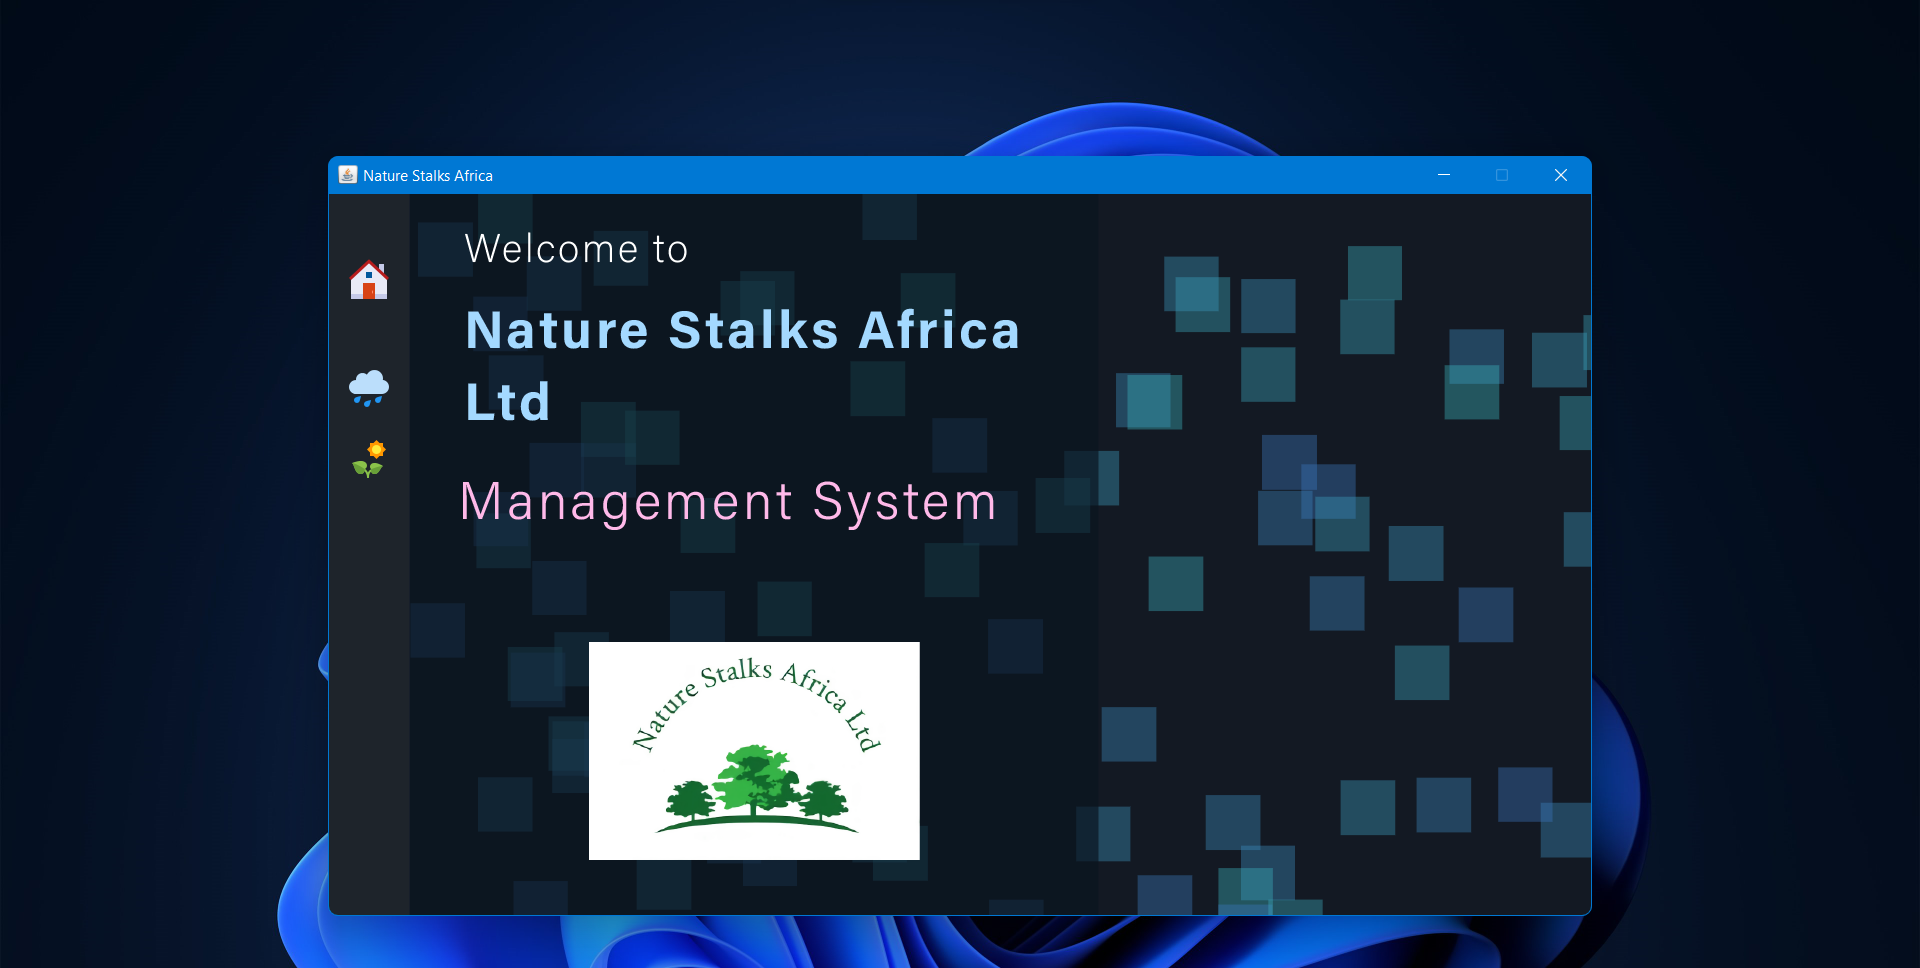 Nature Stalks Africa
Welcome to
Nature Stalks Africa
Ltd
Management System
Nature Stalks Africa Ltd